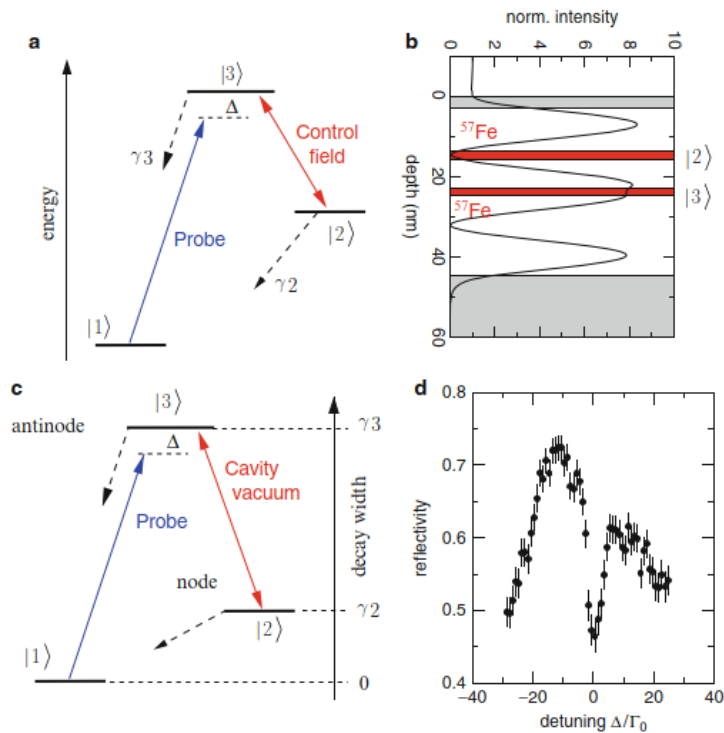 a
energy
|3⟩
Δ
γ3
Control
field
Probe
|2⟩
γ2
|1⟩
b
norm. intensity
0 2 4 6 8 10
depth (nm)
0
20
40
60
⁵⁷Fe
|2⟩
|3⟩
⁵⁷Fe
c
|3⟩
antinode
γ3
Δ
Cavity
vacuum
Probe
decay width
node
γ2
|2⟩
|1⟩
0
d
reflectivity
0.8
0.7
0.6
0.5
0.4
−40 −20 0 20 40
detuning Δ/Γ₀